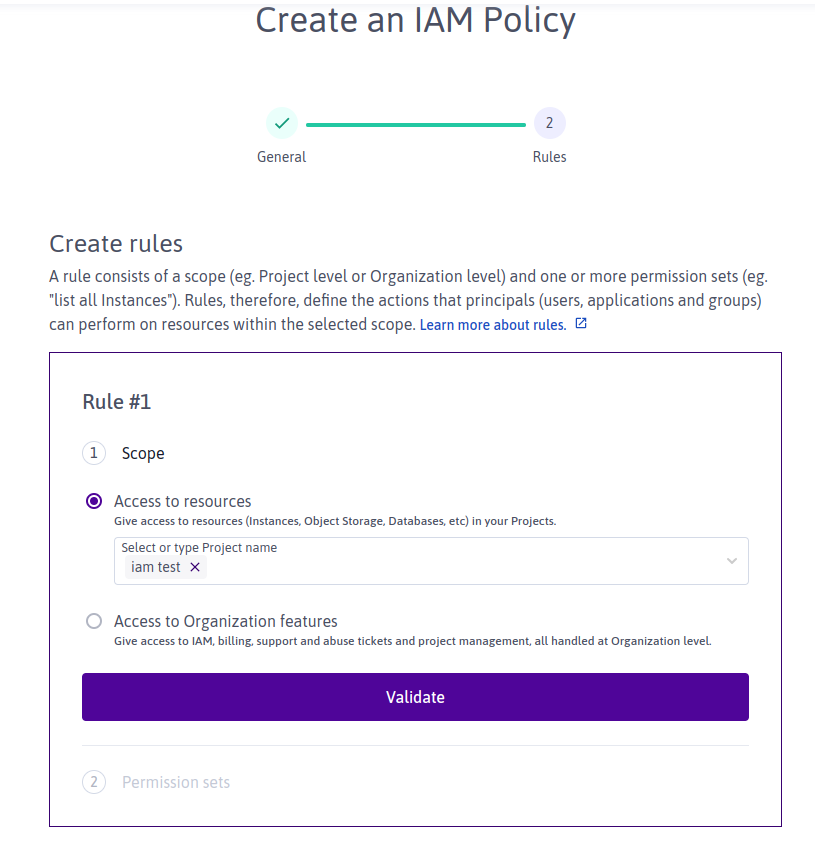 Create an IAM Policy
2
General
Rules
Create rules
A rule consists of a scope (eg. Project level or Organization level) and one or more permission sets (eg.
"list all Instances"). Rules, therefore, define the actions that principals (users, applications and groups)
can perform on resources within the selected scope. Learn more about rules.
Rule #1
1 Scope
Access to resources
Give access to resources (Instances, Object Storage, Databases, etc) in your Projects.
Select or type Project name
iam test
Access to Organization features
Give access to IAM, billing, support and abuse tickets and project management, all handled at Organization level.
Validate
2 Permission sets